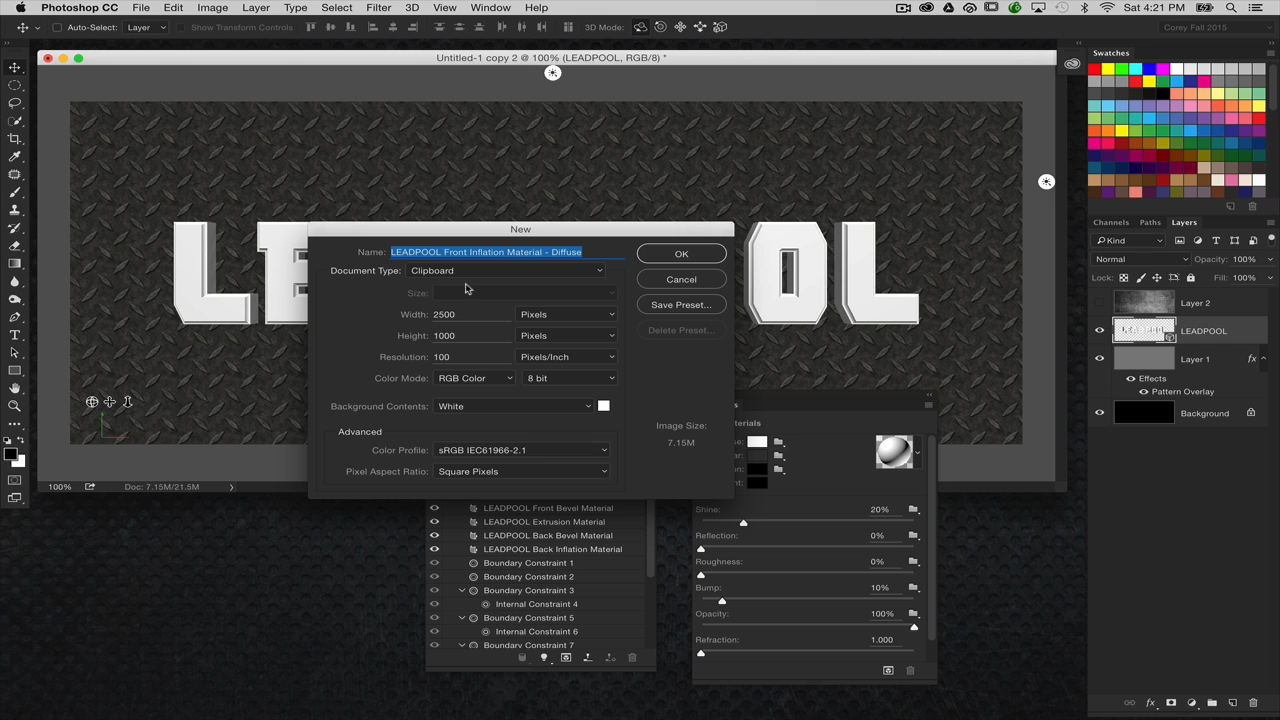 Photoshop CC File Edit Image Layer Type Select Filter 3D View Window Help Sat 4:21 PM
Auto-Select: Layer Show Transform Controls 3D Mode: Corey Fall 2015
Untitled-1 copy 2 @ 100% (LEADPOOL, RGB/8) *
LE
OL
New
Name: LEADPOOL Front Inflation Material - Diffuse
Document Type: Clipboard
Size:
Width: 2500 Pixels
Height: 1000 Pixels
Resolution: 100 Pixels/Inch
Color Mode: RGB Color 8 bit
Background Contents: White
Advanced
Color Profile: sRGB IEC61966-2.1
Pixel Aspect Ratio: Square Pixels
OK
Cancel
Save Preset...
Delete Preset...
Image Size:
7.15M
100% Doc: 7.15M/21.5M
LEADPOOL Front Bevel Material
LEADPOOL Extrusion Material
LEADPOOL Back Bevel Material
LEADPOOL Back Inflation Material
Boundary Constraint 1
Boundary Constraint 2
Boundary Constraint 3
Internal Constraint 4
Boundary Constraint 5
Internal Constraint 6
Boundary Constraint 7
aterials
Shine: 20%
Reflection: 0%
Roughness: 0%
Bump: 10%
Opacity: 100%
Refraction: 1.000
Swatches
Channels Paths Layers
Kind
Normal Opacity: 100%
Lock: Fill: 100%
Layer 2
LEADPOOL
Layer 1 fx
Effects
Pattern Overlay
Background
fx